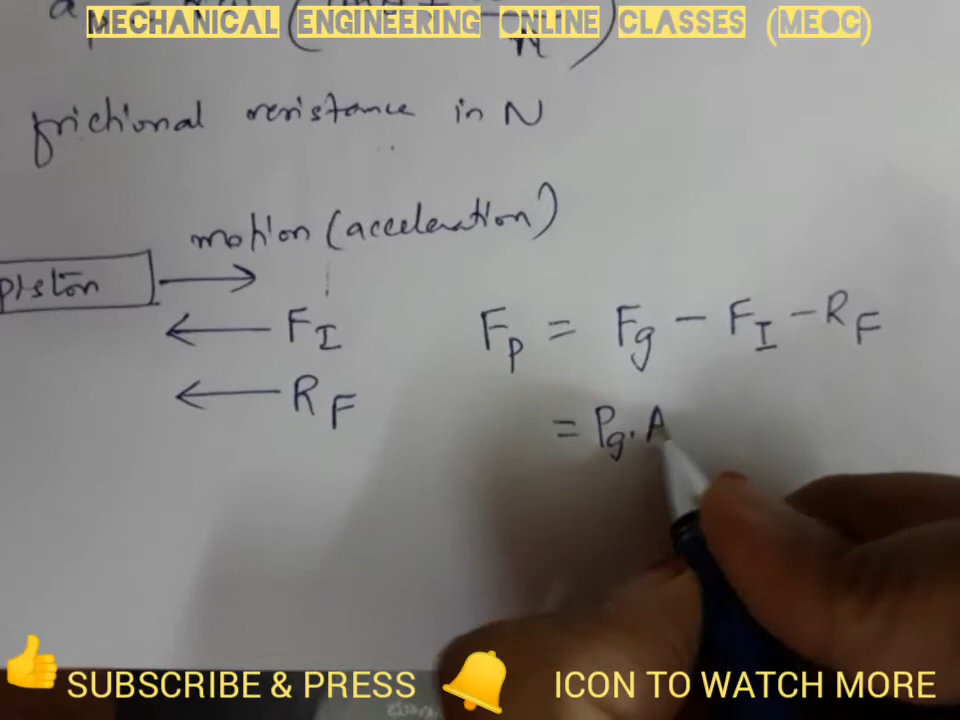 MECHANICAL ENGINEERING ONLINE CLASSES (MEOC)
frictional resistance in N
motion (acceleration)
piston
F_I
R_F
F_p = F_g - F_I - R_F
= P_g . A
SUBSCRIBE & PRESS ICON TO WATCH MORE